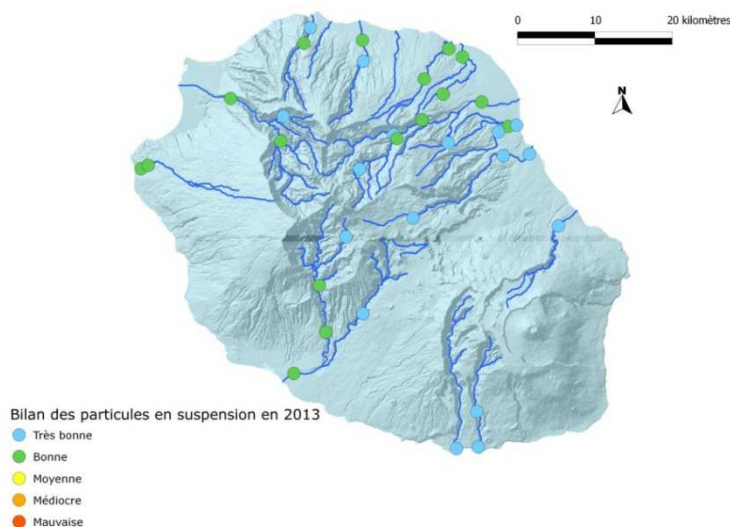 0 10 20 kilomètres
N
Bilan des particules en suspension en 2013
Très bonne
Bonne
Moyenne
Médiocre
Mauvaise